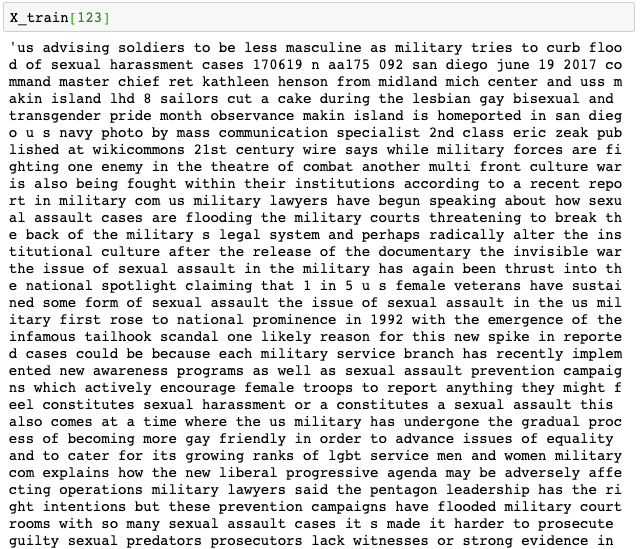 X_train[123]
'us advising soldiers to be less masculine as military tries to curb floo
d of sexual harassment cases 170619 n aa175 092 san diego june 19 2017 co
mmand master chief ret kathleen henson from midland mich center and uss m
akin island lhd 8 sailors cut a cake during the lesbian gay bisexual and
transgender pride month observance makin island is homeported in san dieg
o u s navy photo by mass communication specialist 2nd class eric zeak pub
lished at wikicommons 21st century wire says while military forces are fi
ghting one enemy in the theatre of combat another multi front culture war
is also being fought within their institutions according to a recent repo
rt in military com us military lawyers have begun speaking about how sexu
al assault cases are flooding the military courts threatening to break th
e back of the military s legal system and perhaps radically alter the ins
titutional culture after the release of the documentary the invisible war
the issue of sexual assault in the military has again been thrust into th
e national spotlight claiming that 1 in 5 u s female veterans have sustai
ned some form of sexual assault the issue of sexual assault in the us mil
itary first rose to national prominence in 1992 with the emergence of the
infamous tailhook scandal one likely reason for this new spike in reporte
d cases could be because each military service branch has recently implem
ented new awareness programs as well as sexual assault prevention campaig
ns which actively encourage female troops to report anything they might f
eel constitutes sexual harassment or a constitutes a sexual assault this
also comes at a time where the us military has undergone the gradual proc
ess of becoming more gay friendly in order to advance issues of equality
and to cater for its growing ranks of lgbt service men and women military
com explains how the new liberal progressive agenda may be adversely affe
cting operations military lawyers said the pentagon leadership has the ri
ght intentions but these prevention campaigns have flooded military court
rooms with so many sexual assault cases it s made it harder to prosecute
guilty sexual predators prosecutors lack witnesses or strong evidence in